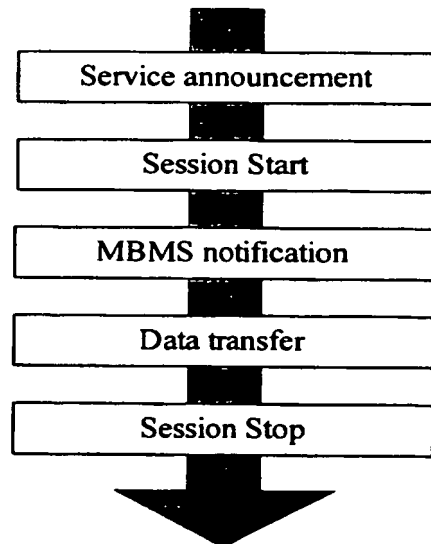 Service announcement
Session Start
MBMS notification
Data transfer
Session Stop